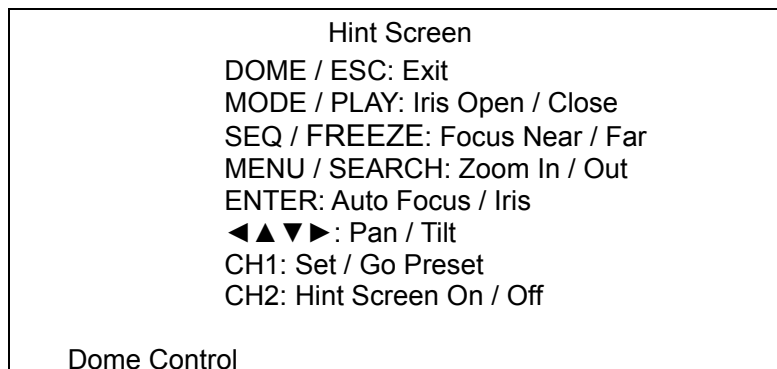 Hint Screen
DOME / ESC: Exit
MODE / PLAY: Iris Open / Close
SEQ / FREEZE: Focus Near / Far
MENU / SEARCH: Zoom In / Out
ENTER: Auto Focus / Iris
◄▲▼►: Pan / Tilt
CH1: Set / Go Preset
CH2: Hint Screen On / Off
Dome Control